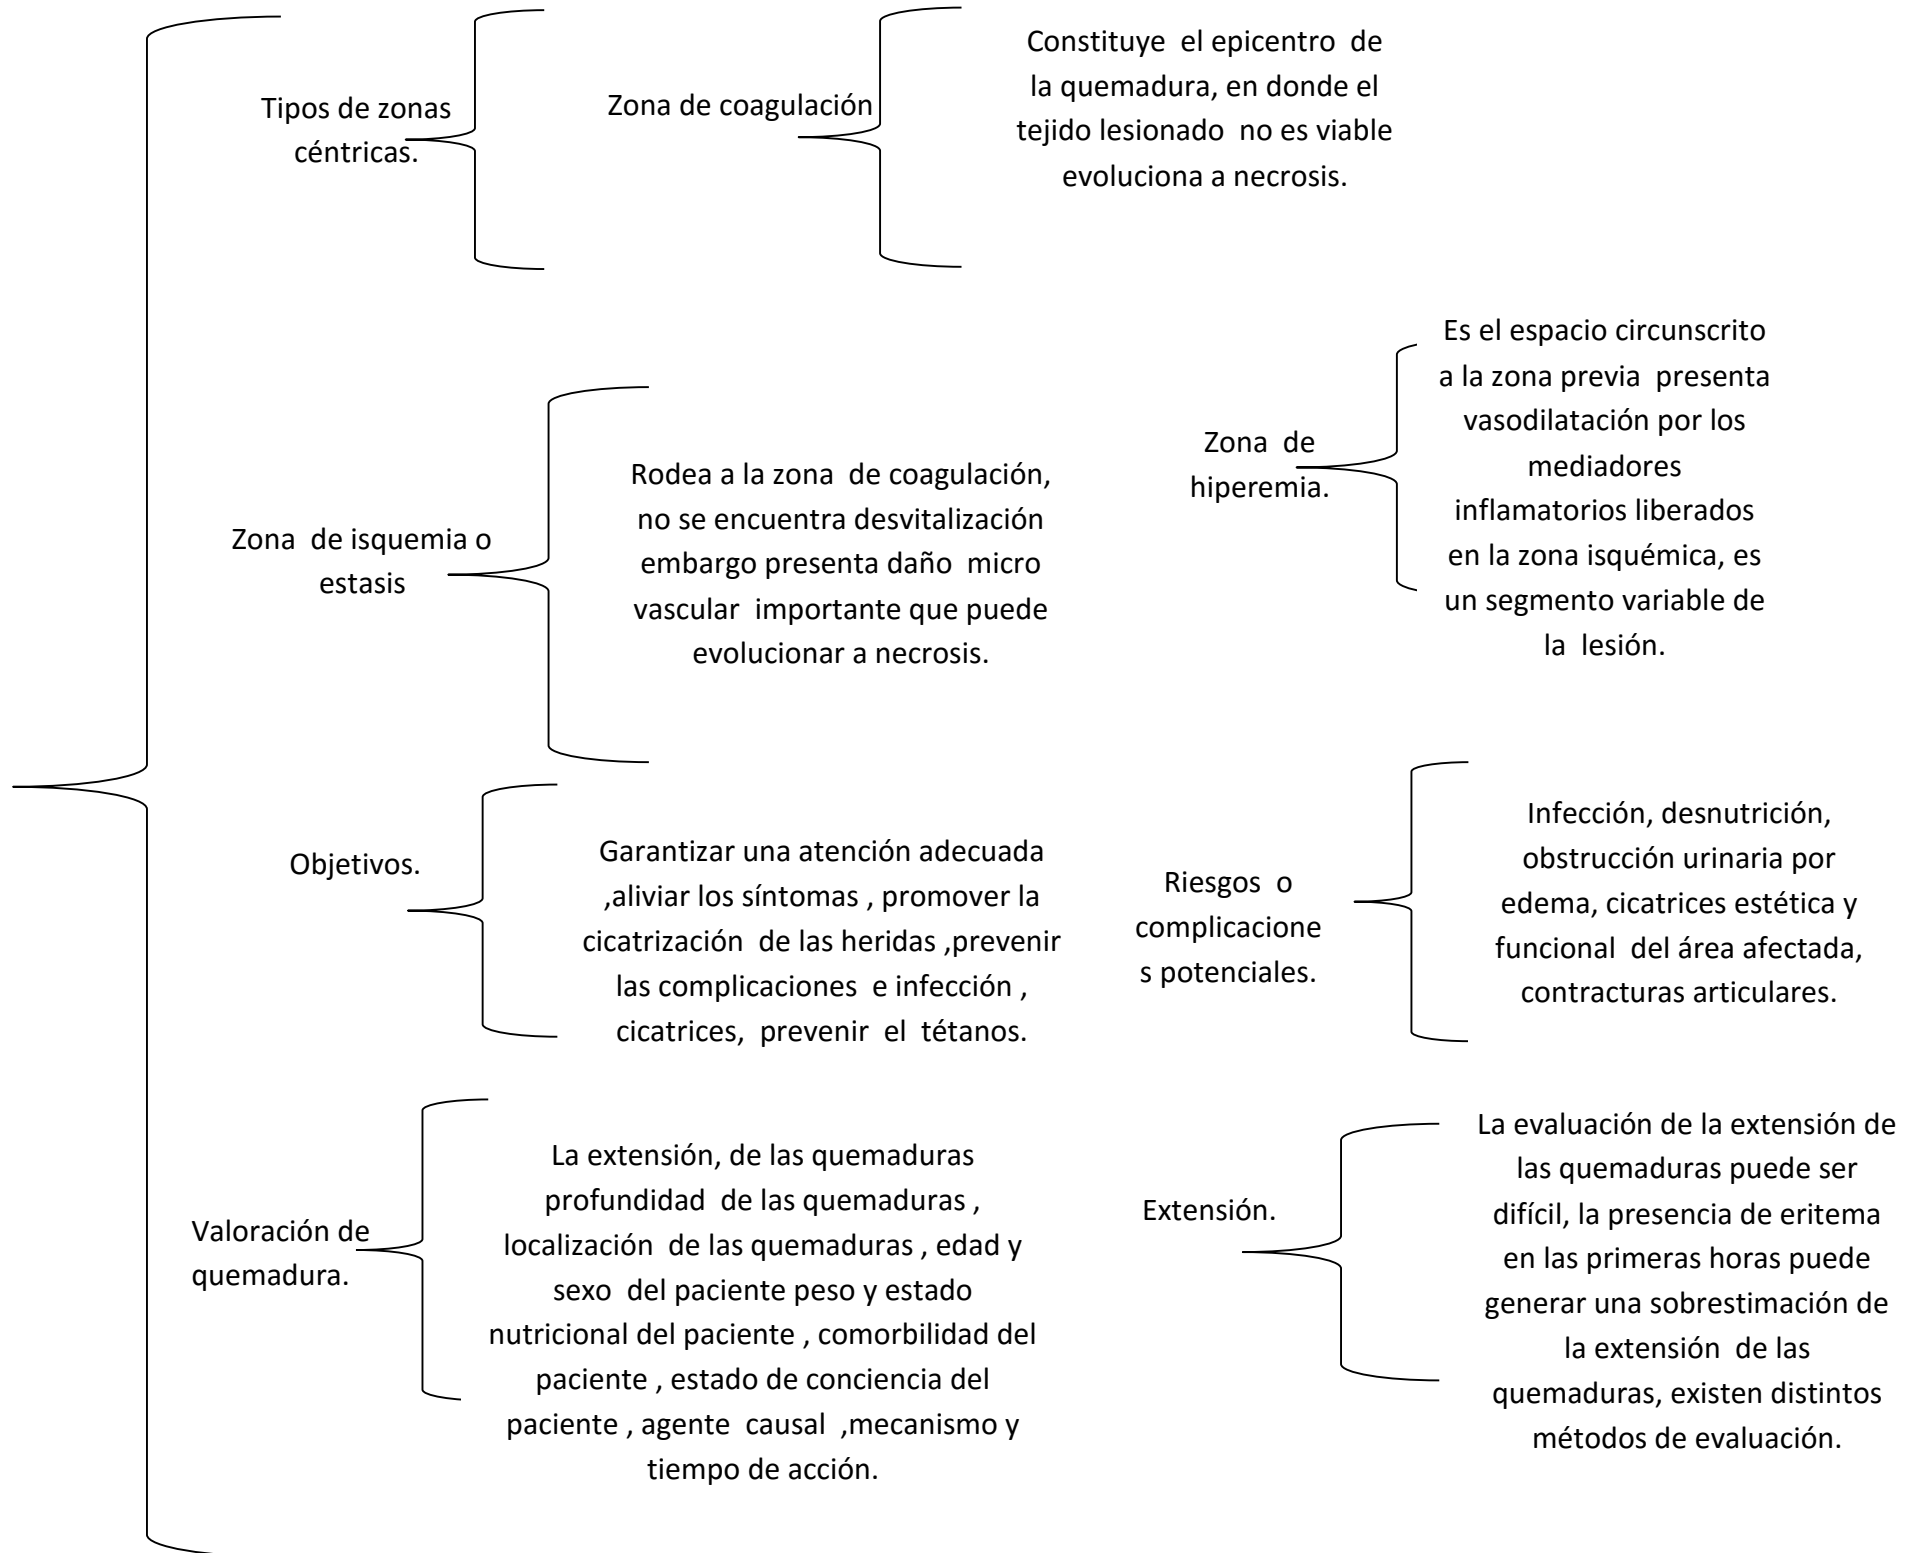 Tipos de zonas
céntricas.
Zona de coagulación
Constituye el epicentro de
la quemadura, en donde el
tejido lesionado no es viable
evoluciona a necrosis.
Zona de isquemia o
estasis
Rodea a la zona de coagulación,
no se encuentra desvitalización
embargo presenta daño micro
vascular importante que puede
evolucionar a necrosis.
Zona de
hiperemia.
Es el espacio circunscrito
a la zona previa presenta
vasodilatación por los
mediadores
inflamatorios liberados
en la zona isquémica, es
un segmento variable de
la lesión.
Objetivos.
Garantizar una atención adecuada
,aliviar los síntomas , promover la
cicatrización de las heridas ,prevenir
las complicaciones e infección ,
cicatrices, prevenir el tétanos.
Riesgos o
complicacione
s potenciales.
Infección, desnutrición,
obstrucción urinaria por
edema, cicatrices estética y
funcional del área afectada,
contracturas articulares.
Valoración de
quemadura.
La extensión, de las quemaduras
profundidad de las quemaduras ,
localización de las quemaduras , edad y
sexo del paciente peso y estado
nutricional del paciente , comorbilidad del
paciente , estado de conciencia del
paciente , agente causal ,mecanismo y
tiempo de acción.
Extensión.
La evaluación de la extensión de
las quemaduras puede ser
difícil, la presencia de eritema
en las primeras horas puede
generar una sobrestimación de
la extensión de las
quemaduras, existen distintos
métodos de evaluación.